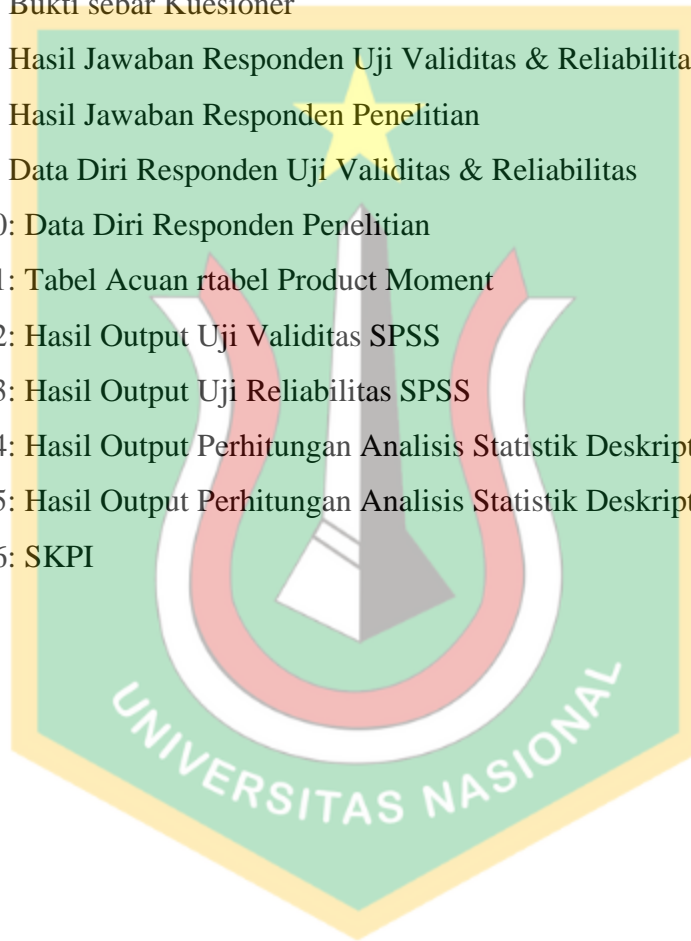 Bukti sebar Kuesioner
Hasil Jawaban Responden Uji Validitas & Reliabilita
Hasil Jawaban Responden Penelitian
Data Diri Responden Uji Validitas & Reliabilitas
0: Data Diri Responden Penelitian
1: Tabel Acuan rtabel Product Moment
2: Hasil Output Uji Validitas SPSS
3: Hasil Output Uji Reliabilitas SPSS
4: Hasil Output Perhitungan Analisis Statistik Deskript
5: Hasil Output Perhitungan Analisis Statistik Deskript
6: SKPI
UNIVERSITAS NASIONAL